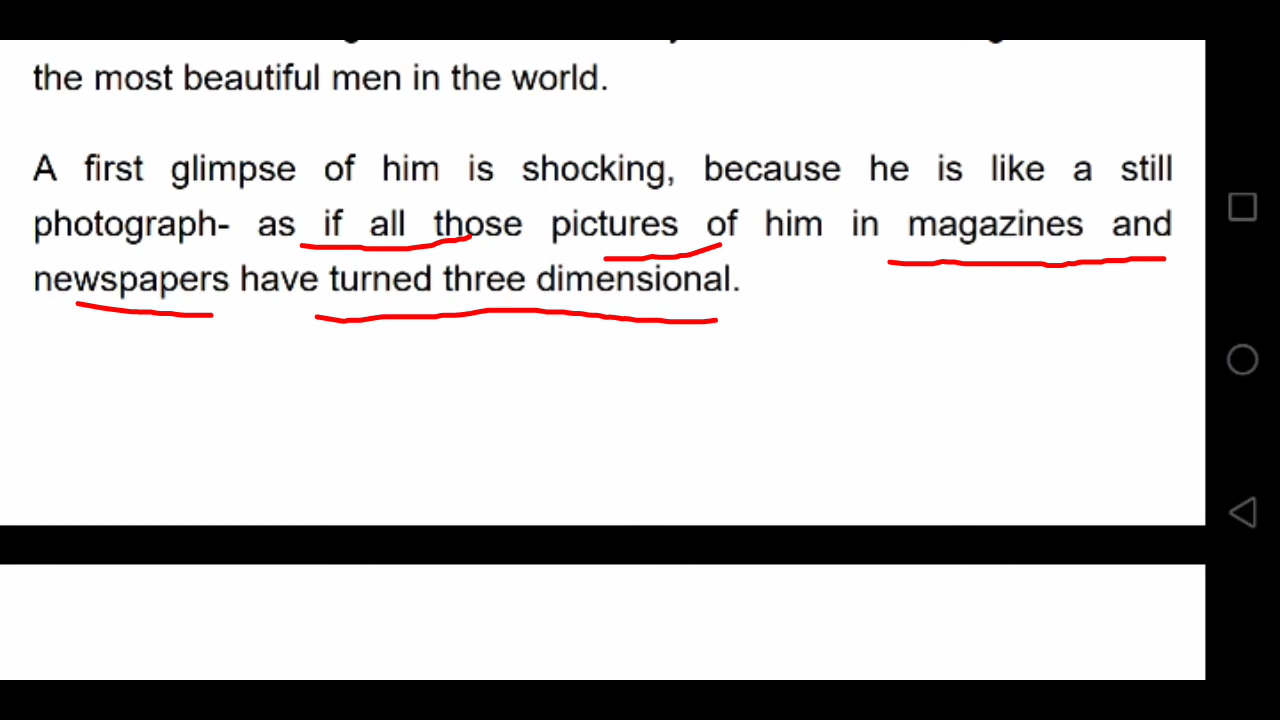 the most beautiful men in the world.
A first glimpse of him is shocking, because he is like a still
photograph- as if all those pictures of him in magazines and
newspapers have turned three dimensional.